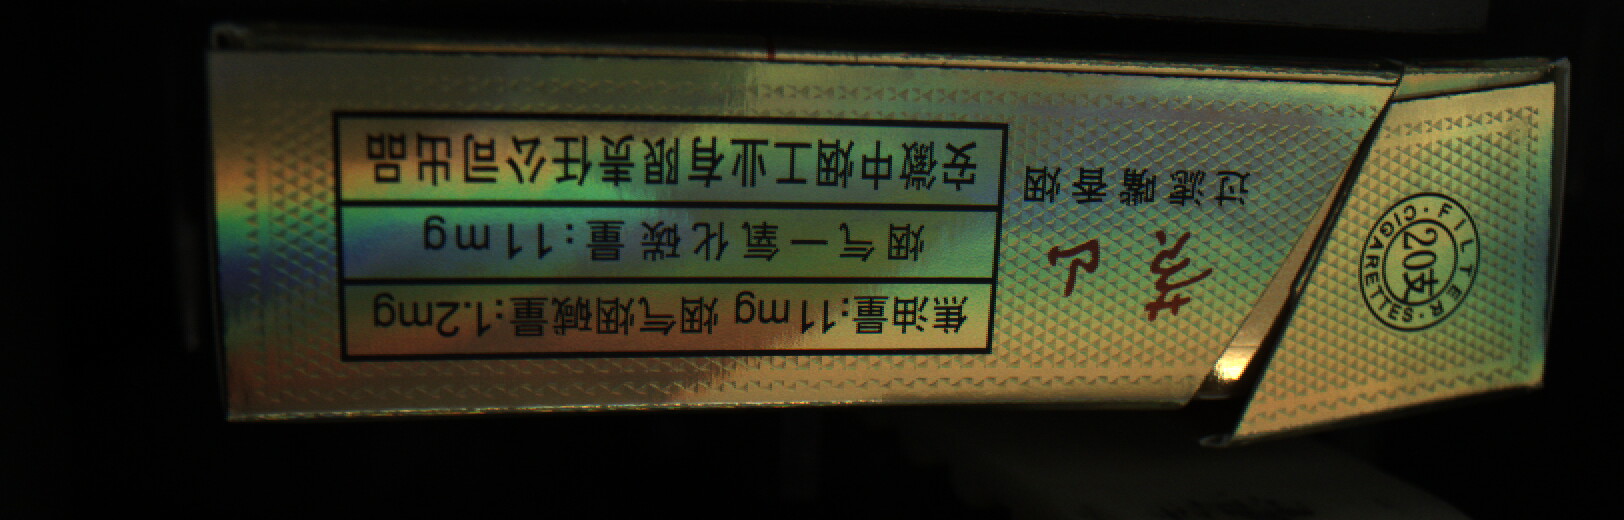 FILTER · CIGARETTES ·
20支
黄山
过滤嘴香烟
焦油量:11mg 烟气烟碱量:1.2mg
烟气一氧化碳量:11mg
安徽中烟工业有限责任公司出品